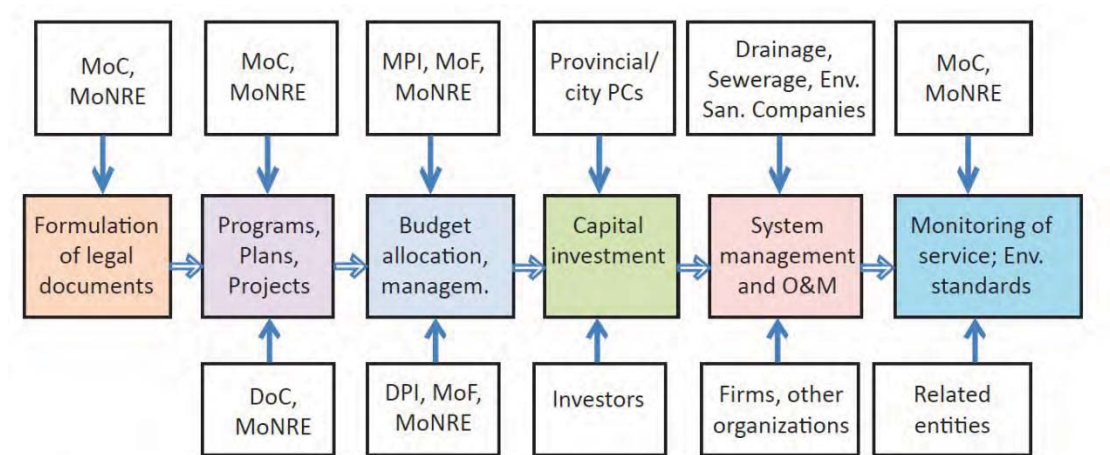 MoC,
MoNRE
MoC,
MoNRE
MPI, MoF,
MoNRE
Provincial/
city PCs
Drainage,
Sewerage, Env.
San. Companies
MoC,
MoNRE
Formulation
of legal
documents
Programs,
Plans,
Projects
Budget
allocation,
managem.
Capital
investment
System
management
and O&M
Monitoring of
service; Env.
standards
DoC,
MoNRE
DPI, MoF,
MoNRE
Investors
Firms, other
organizations
Related
entities